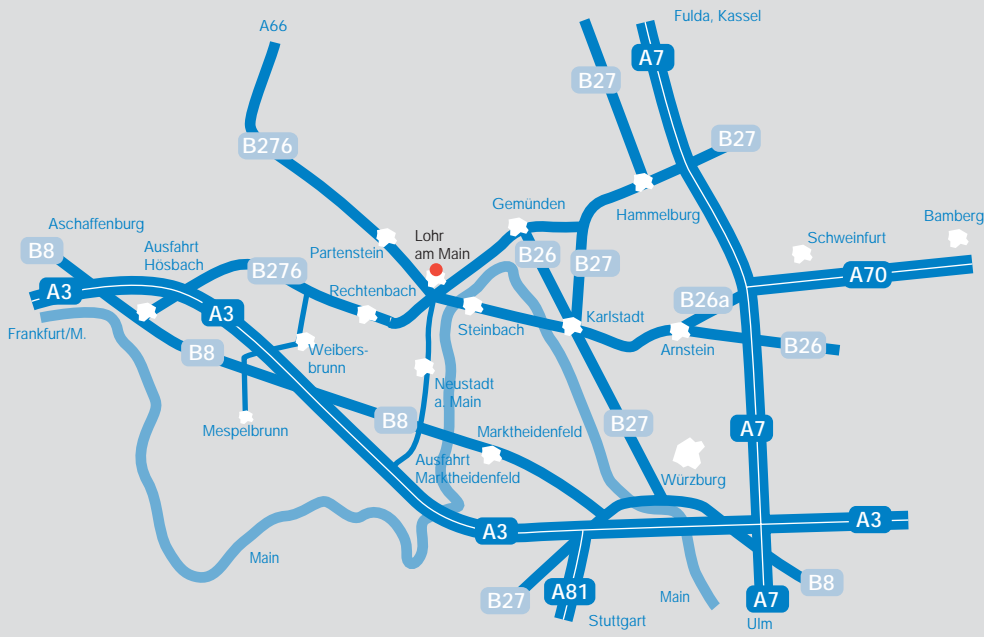 Fulda, Kassel
A66
A7
B27
B27
B276
Gemünden
Hammelburg
Bamberg
Aschaffenburg
Lohr
am Main
Schweinfurt
B8
Ausfahrt
Hösbach
Partenstein
B26
B27
B276
A70
A3
Rechtenbach
B26a
A3
Steinbach
Karlstadt
Frankfurt/M.
B8
Weibers-
brunn
Arnstein
B26
Neustadt
a. Main
Mespelbrunn
B8
B27
A7
Marktheidenfeld
Ausfahrt
Marktheidenfeld
Würzburg
A3
A3
Main
B27
A81
Main
A7
B8
Stuttgart
Ulm